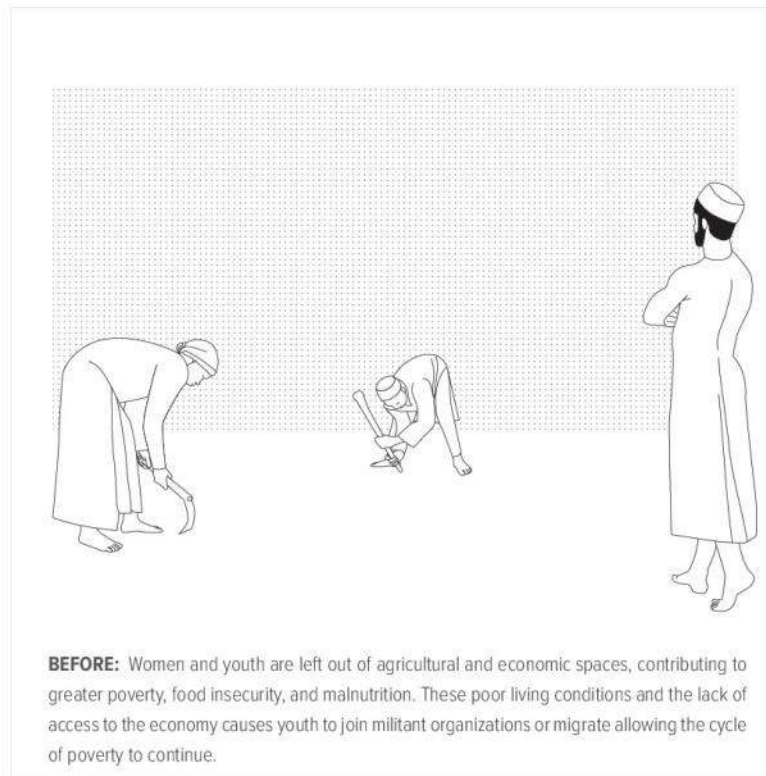 BEFORE: Women and youth are left out of agricultural and economic spaces, contributing to
greater poverty, food insecurity, and malnutrition. These poor living conditions and the lack of
access to the economy causes youth to join militant organizations or migrate allowing the cycle
of poverty to continue.